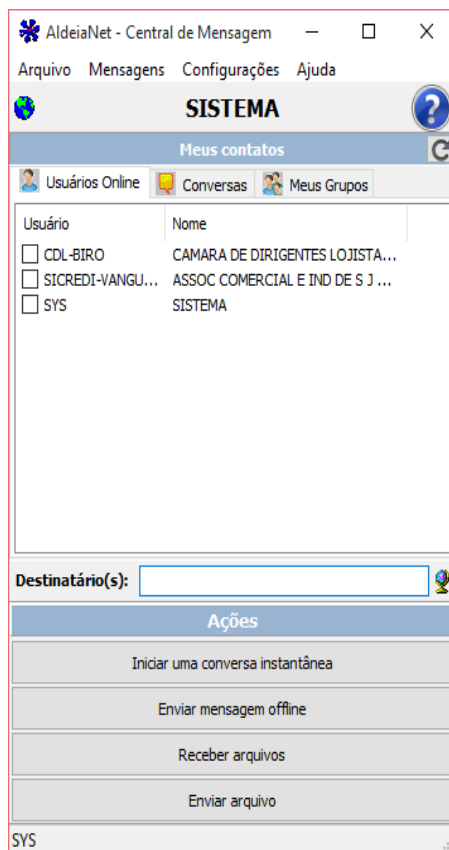 AldeiaNet - Central de Mensagem
Arquivo Mensagens Configurações Ajuda
SISTEMA
Meus contatos
Usuários Online Conversas Meus Grupos
Usuário Nome
CDL-BIRO CAMARA DE DIRIGENTES LOJISTA...
SICREDI-VANGU... ASSOC COMERCIAL E IND DE S J ...
SYS SISTEMA
Destinatário(s):
Ações
Iniciar uma conversa instantânea
Enviar mensagem offline
Receber arquivos
Enviar arquivo
SYS